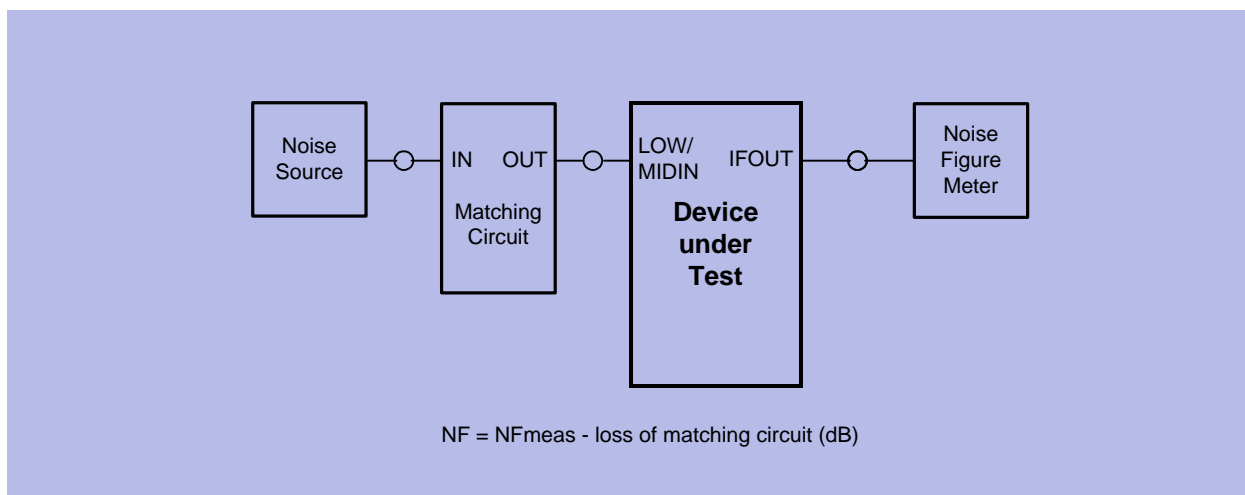 Noise
Source
IN OUT
Matching
Circuit
LOW/
MIDIN
IFOUT
Device
under
Test
Noise
Figure
Meter
NF = NFmeas - loss of matching circuit (dB)